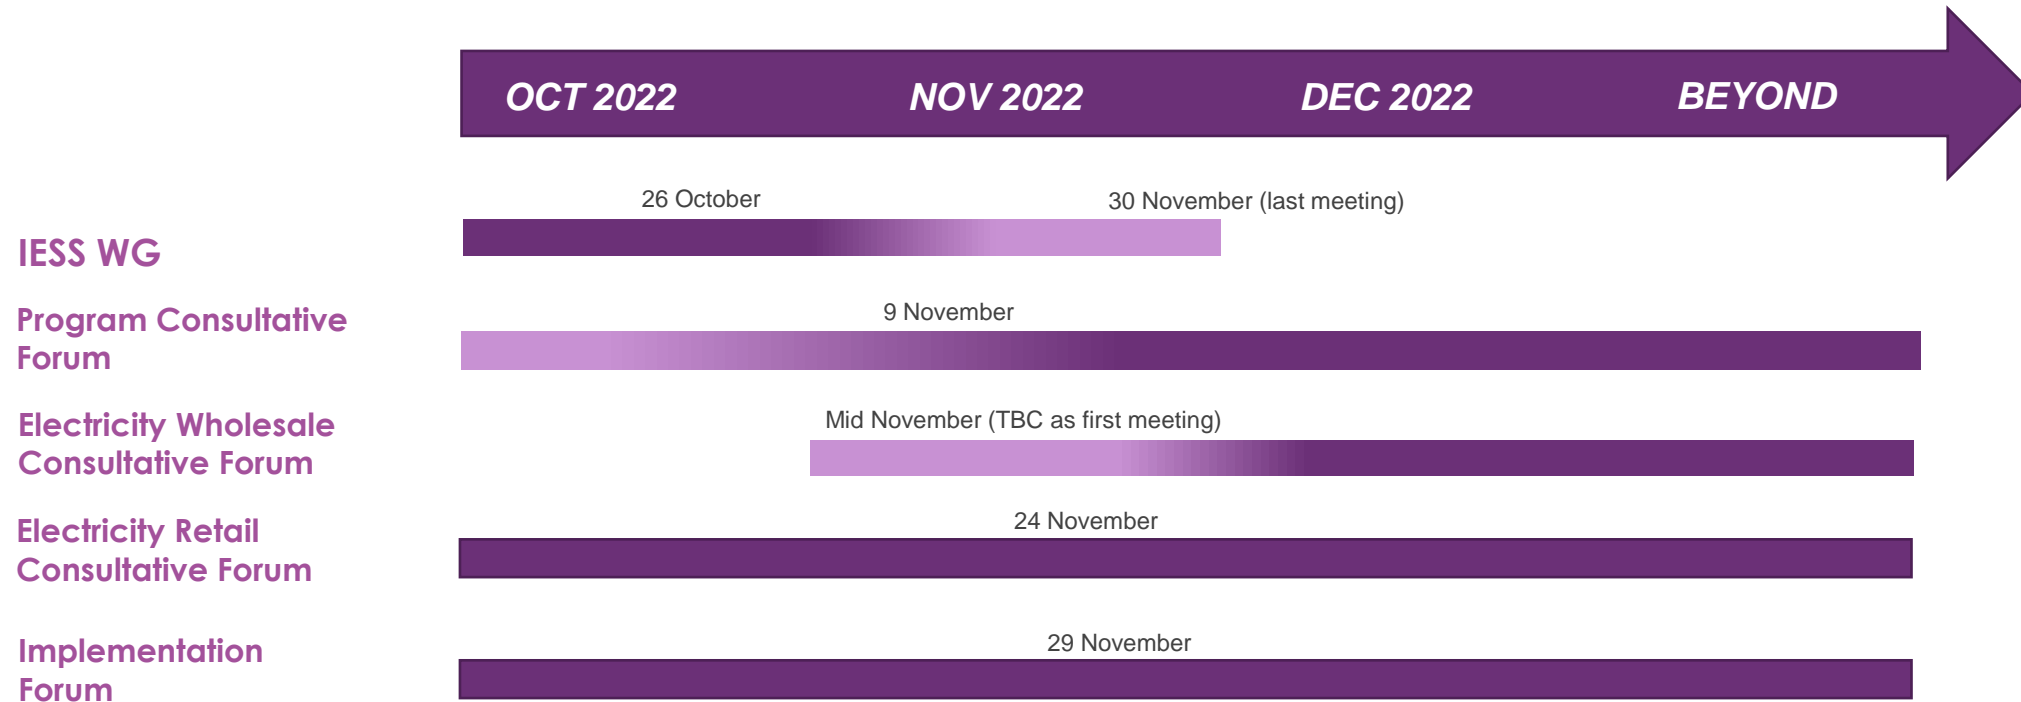 OCT 2022 NOV 2022 DEC 2022 BEYOND
26 October 30 November (last meeting)
IESS WG
9 November
Program Consultative
Forum
Mid November (TBC as first meeting)
Electricity Wholesale
Consultative Forum
24 November
Electricity Retail
Consultative Forum
29 November
Implementation
Forum